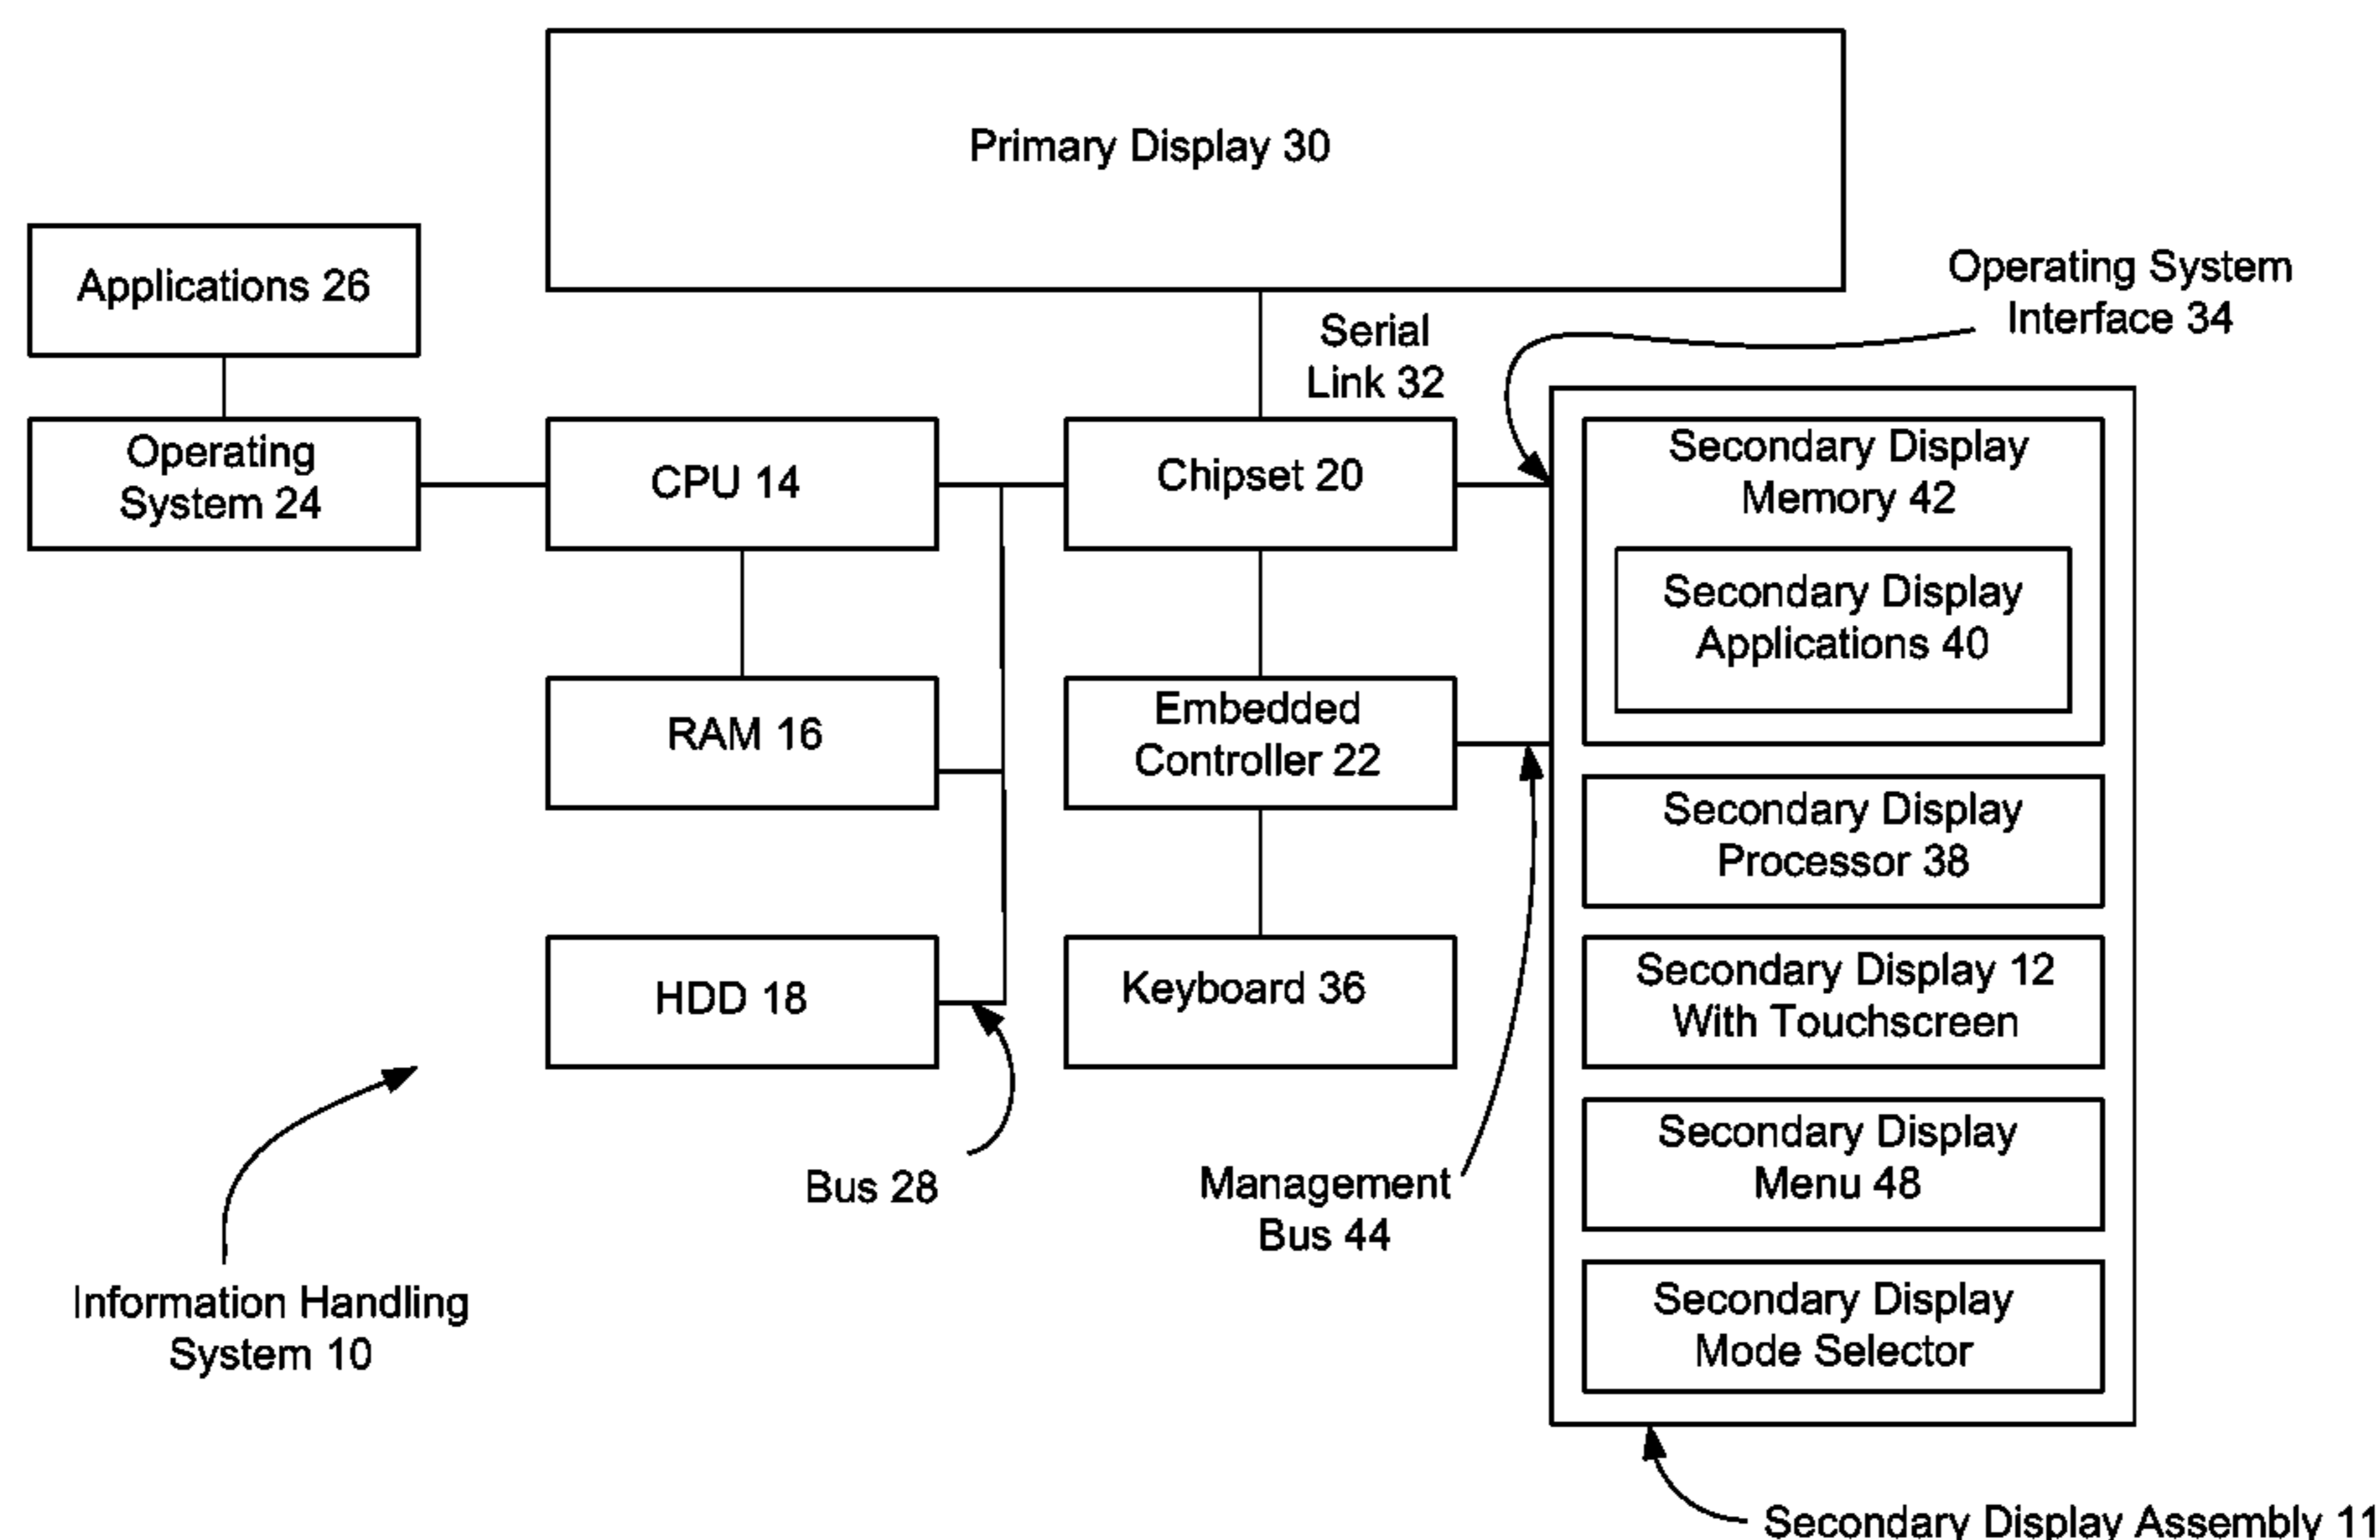 Primary Display 30
Applications 26
Operating System
Interface 34
Serial
Link 32
Operating
System 24
CPU 14
Chipset 20
Secondary Display
Memory 42
Secondary Display
Applications 40
RAM 16
Embedded
Controller 22
Secondary Display
Processor 38
HDD 18
Keyboard 36
Secondary Display 12
With Touchscreen
Bus 28
Management
Bus 44
Secondary Display
Menu 48
Information Handling
System 10
Secondary Display
Mode Selector
Secondary Display Assembly 11